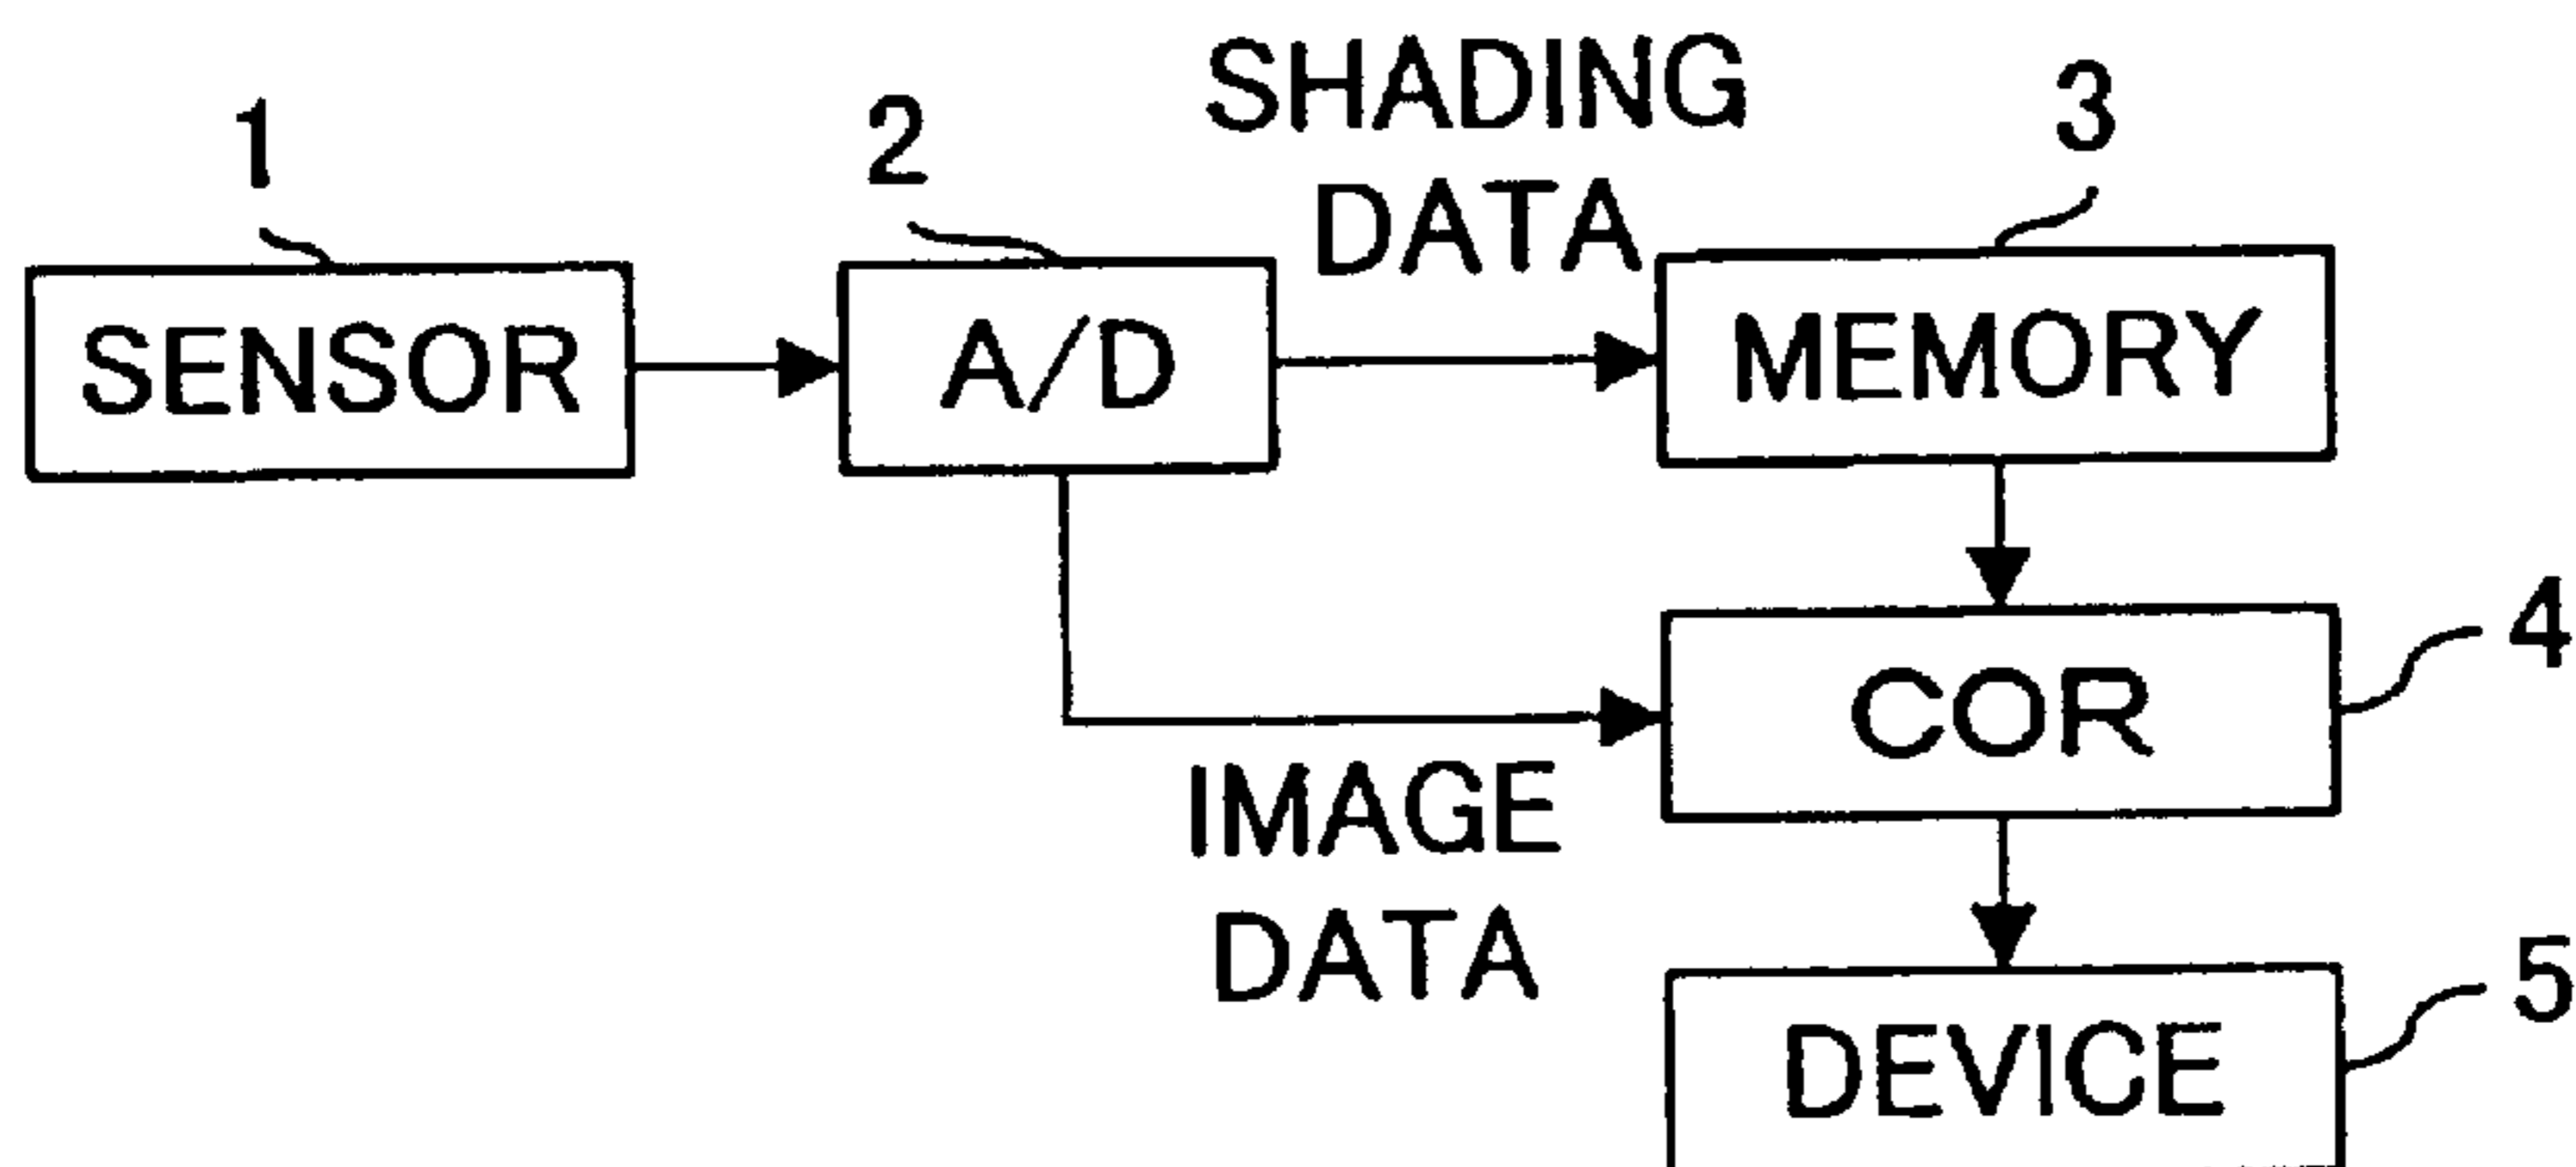 1
2
SHADING
DATA
3
SENSOR
A/D
MEMORY
4
COR
IMAGE
DATA
5
DEVICE